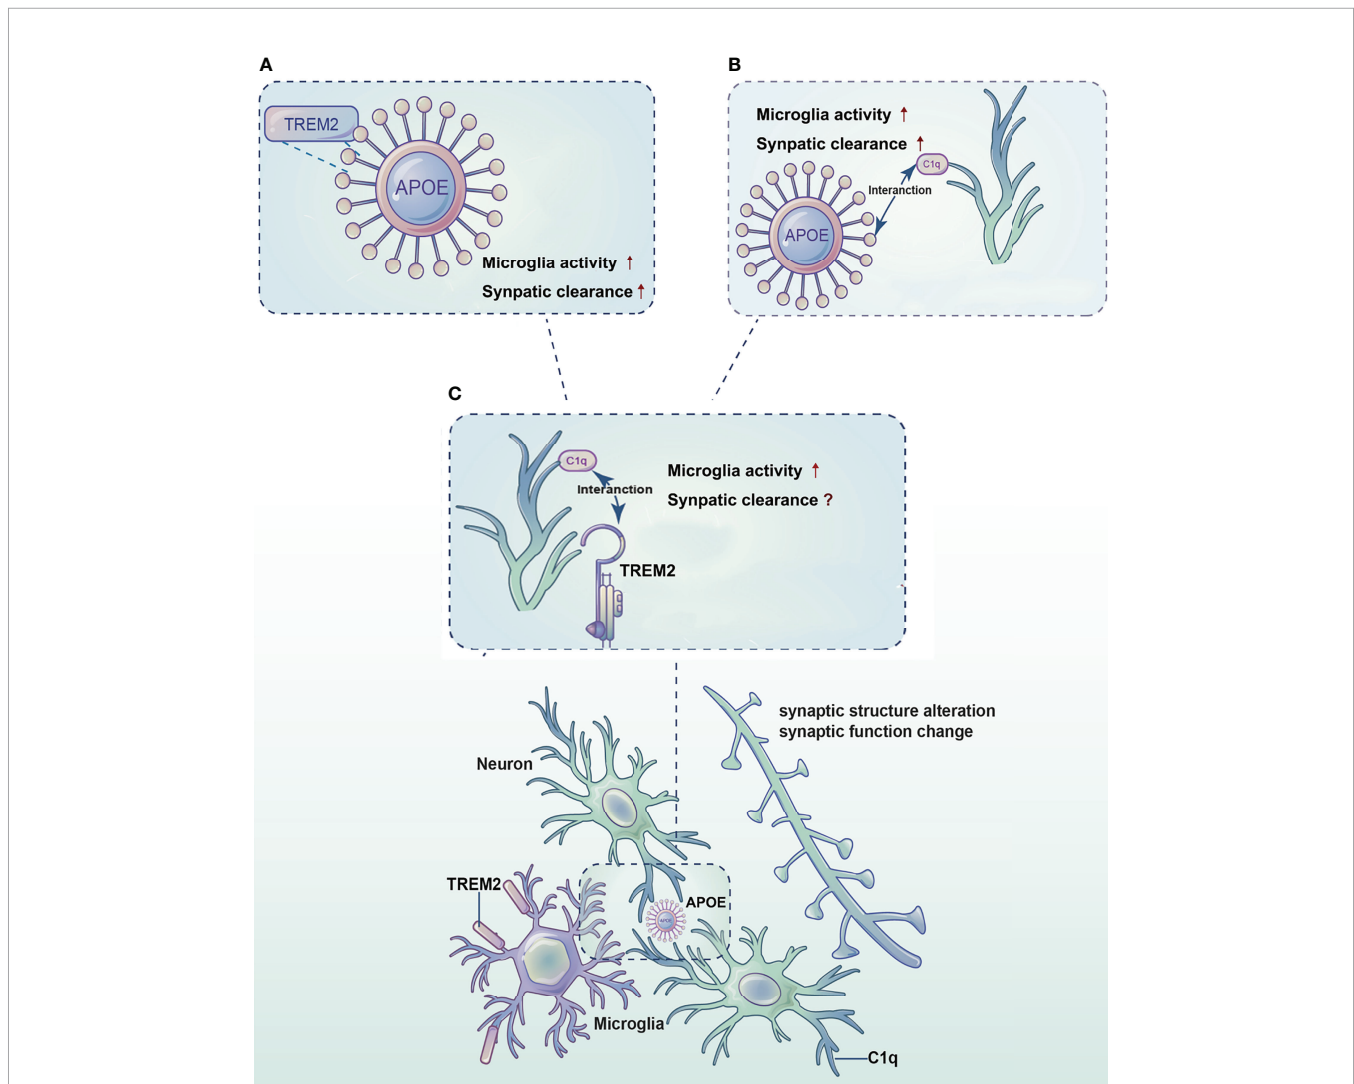 A
TREM2
APOE
Microglia activity ↑
Synpatic clearance ↑
B
Microglia activity ↑
Synpatic clearance ↑
C1q
Interanction
APOE
C
C1q
Interanction
Microglia activity ↑
Synpatic clearance ?
TREM2
synaptic structure alteration
synaptic function change
Neuron
TREM2
APOE
APOE
Microglia
C1q